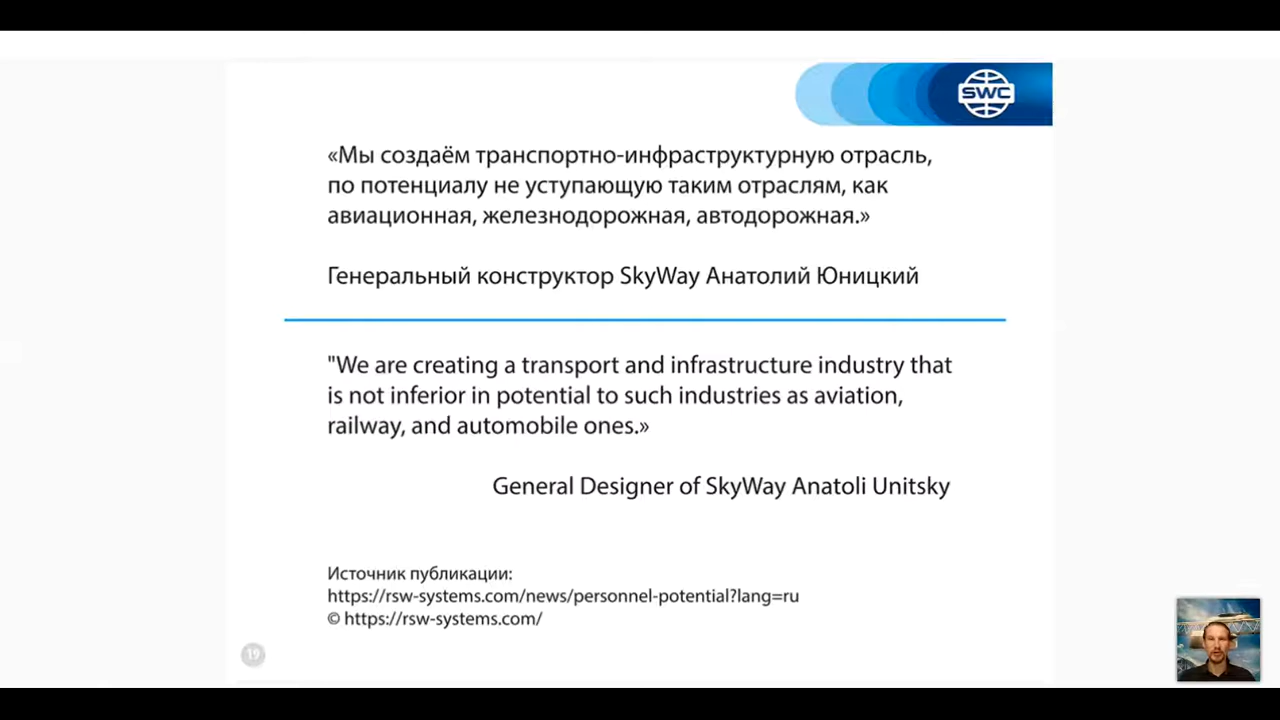 SWC
«Мы создаём транспортно-инфраструктурную отрасль,
по потенциалу не уступающую таким отраслям, как
авиационная, железнодорожная, автодорожная.»
Генеральный конструктор SkyWay Анатолий Юницкий
"We are creating a transport and infrastructure industry that
is not inferior in potential to such industries as aviation,
railway, and automobile ones.»
General Designer of SkyWay Anatoli Unitsky
Источник публикации:
https://rsw-systems.com/news/personnel-potential?lang=ru
© https://rsw-systems.com/
19